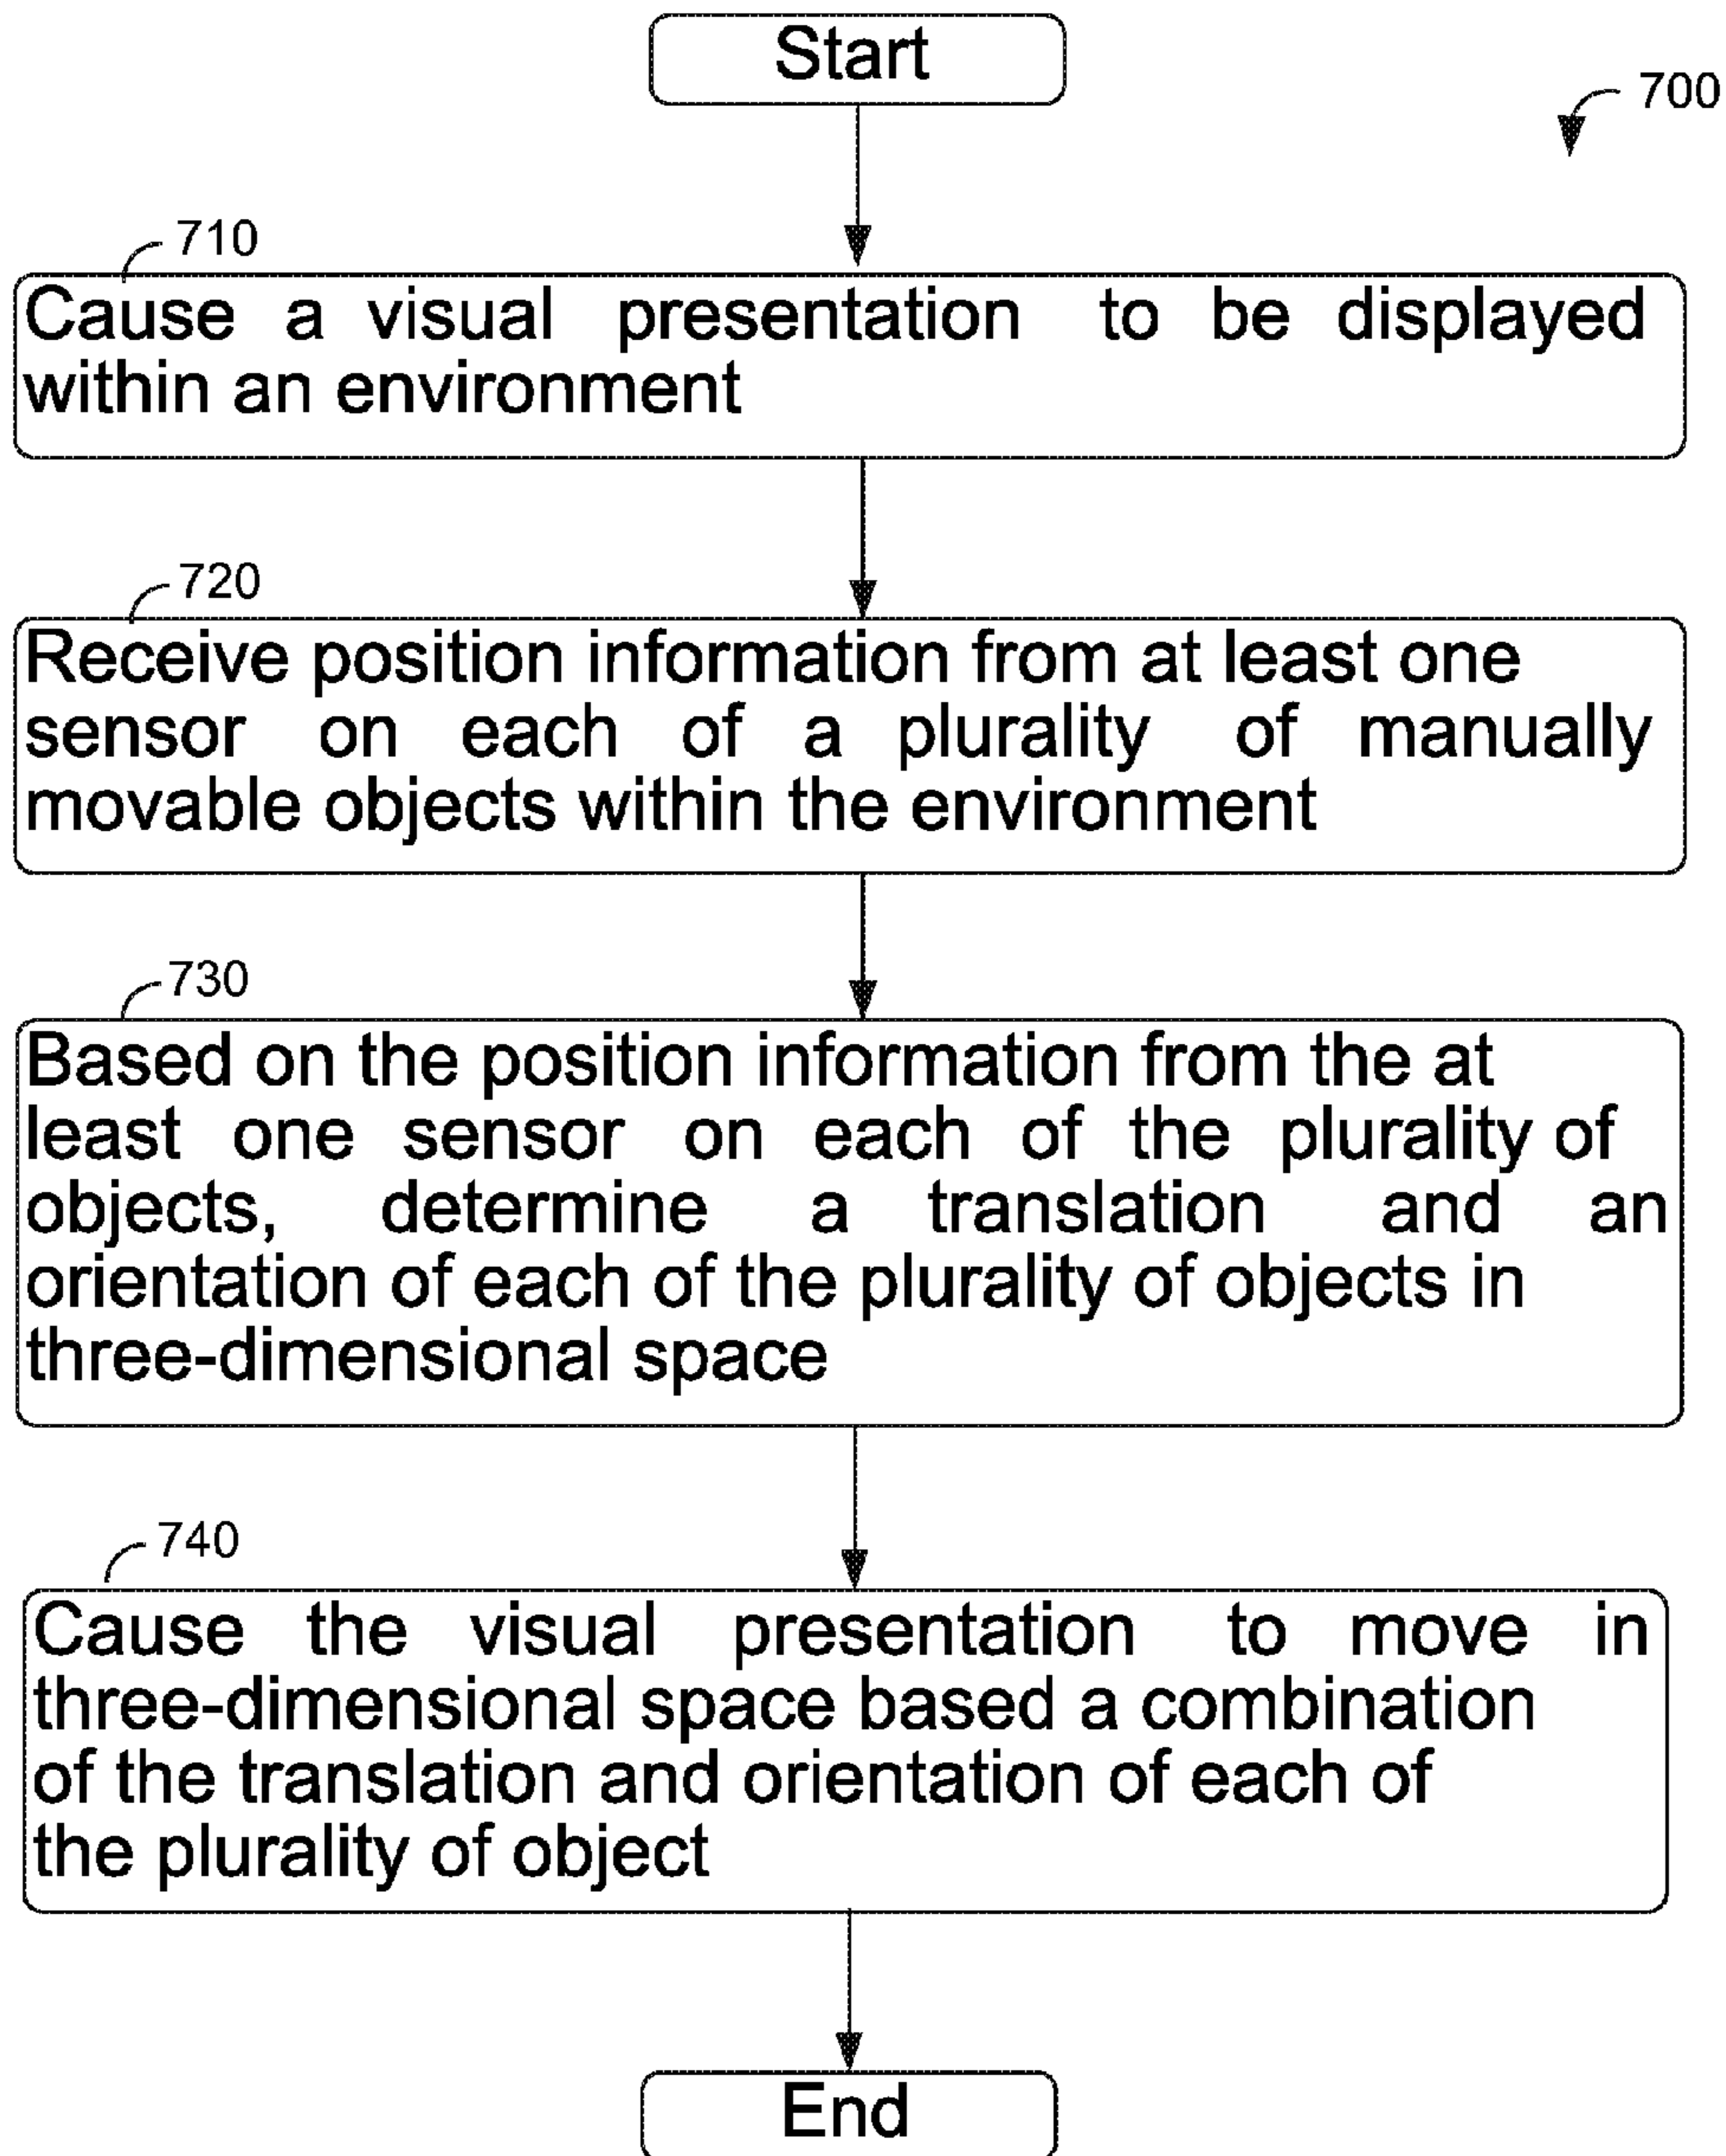 Start
700
710
Cause a visual presentation to be displayed
within an environment
720
Receive position information from at least one
sensor on each of a plurality of manually
movable objects within the environment
730
Based on the position information from the at
least one sensor on each of the plurality of
objects, determine a translation and an
orientation of each of the plurality of objects in
three-dimensional space
740
Cause the visual presentation to move in
three-dimensional space based a combination
of the translation and orientation of each of
the plurality of object
End